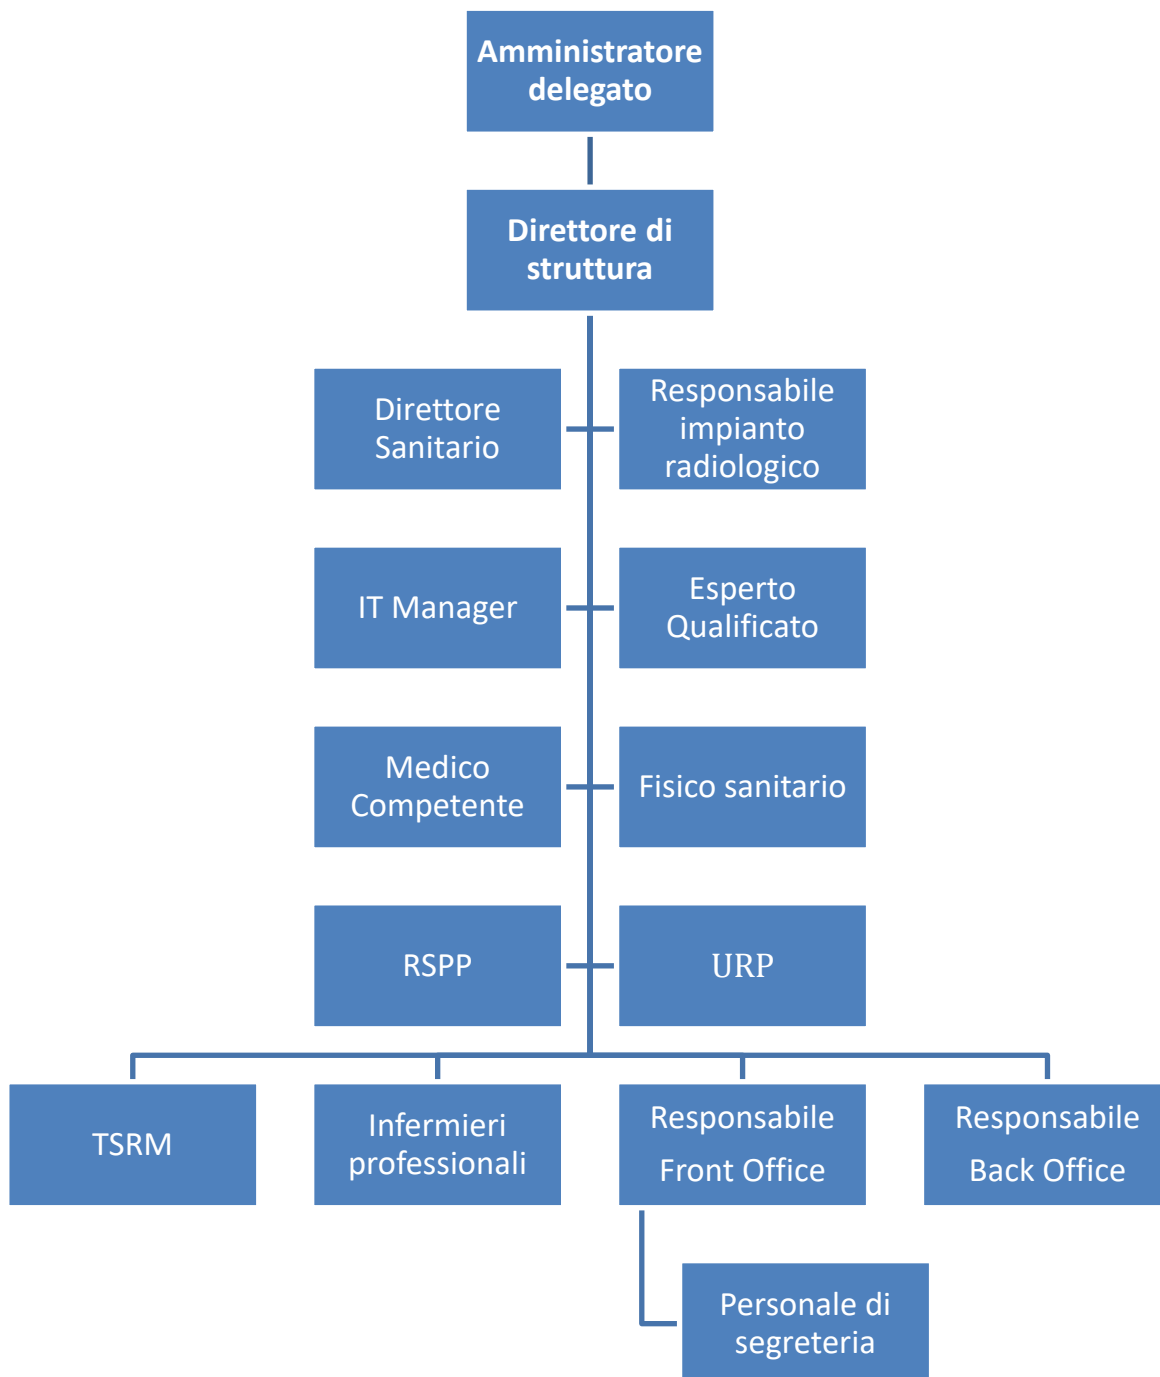 Amministratore
delegato
Direttore di
struttura
Direttore
Sanitario
Responsabile
impianto
radiologico
IT Manager
Esperto
Qualificato
Medico
Competente
Fisico sanitario
RSPP
URP
TSRM
Infermieri
professionali
Responsabile
Front Office
Responsabile
Back Office
Personale di
segreteria